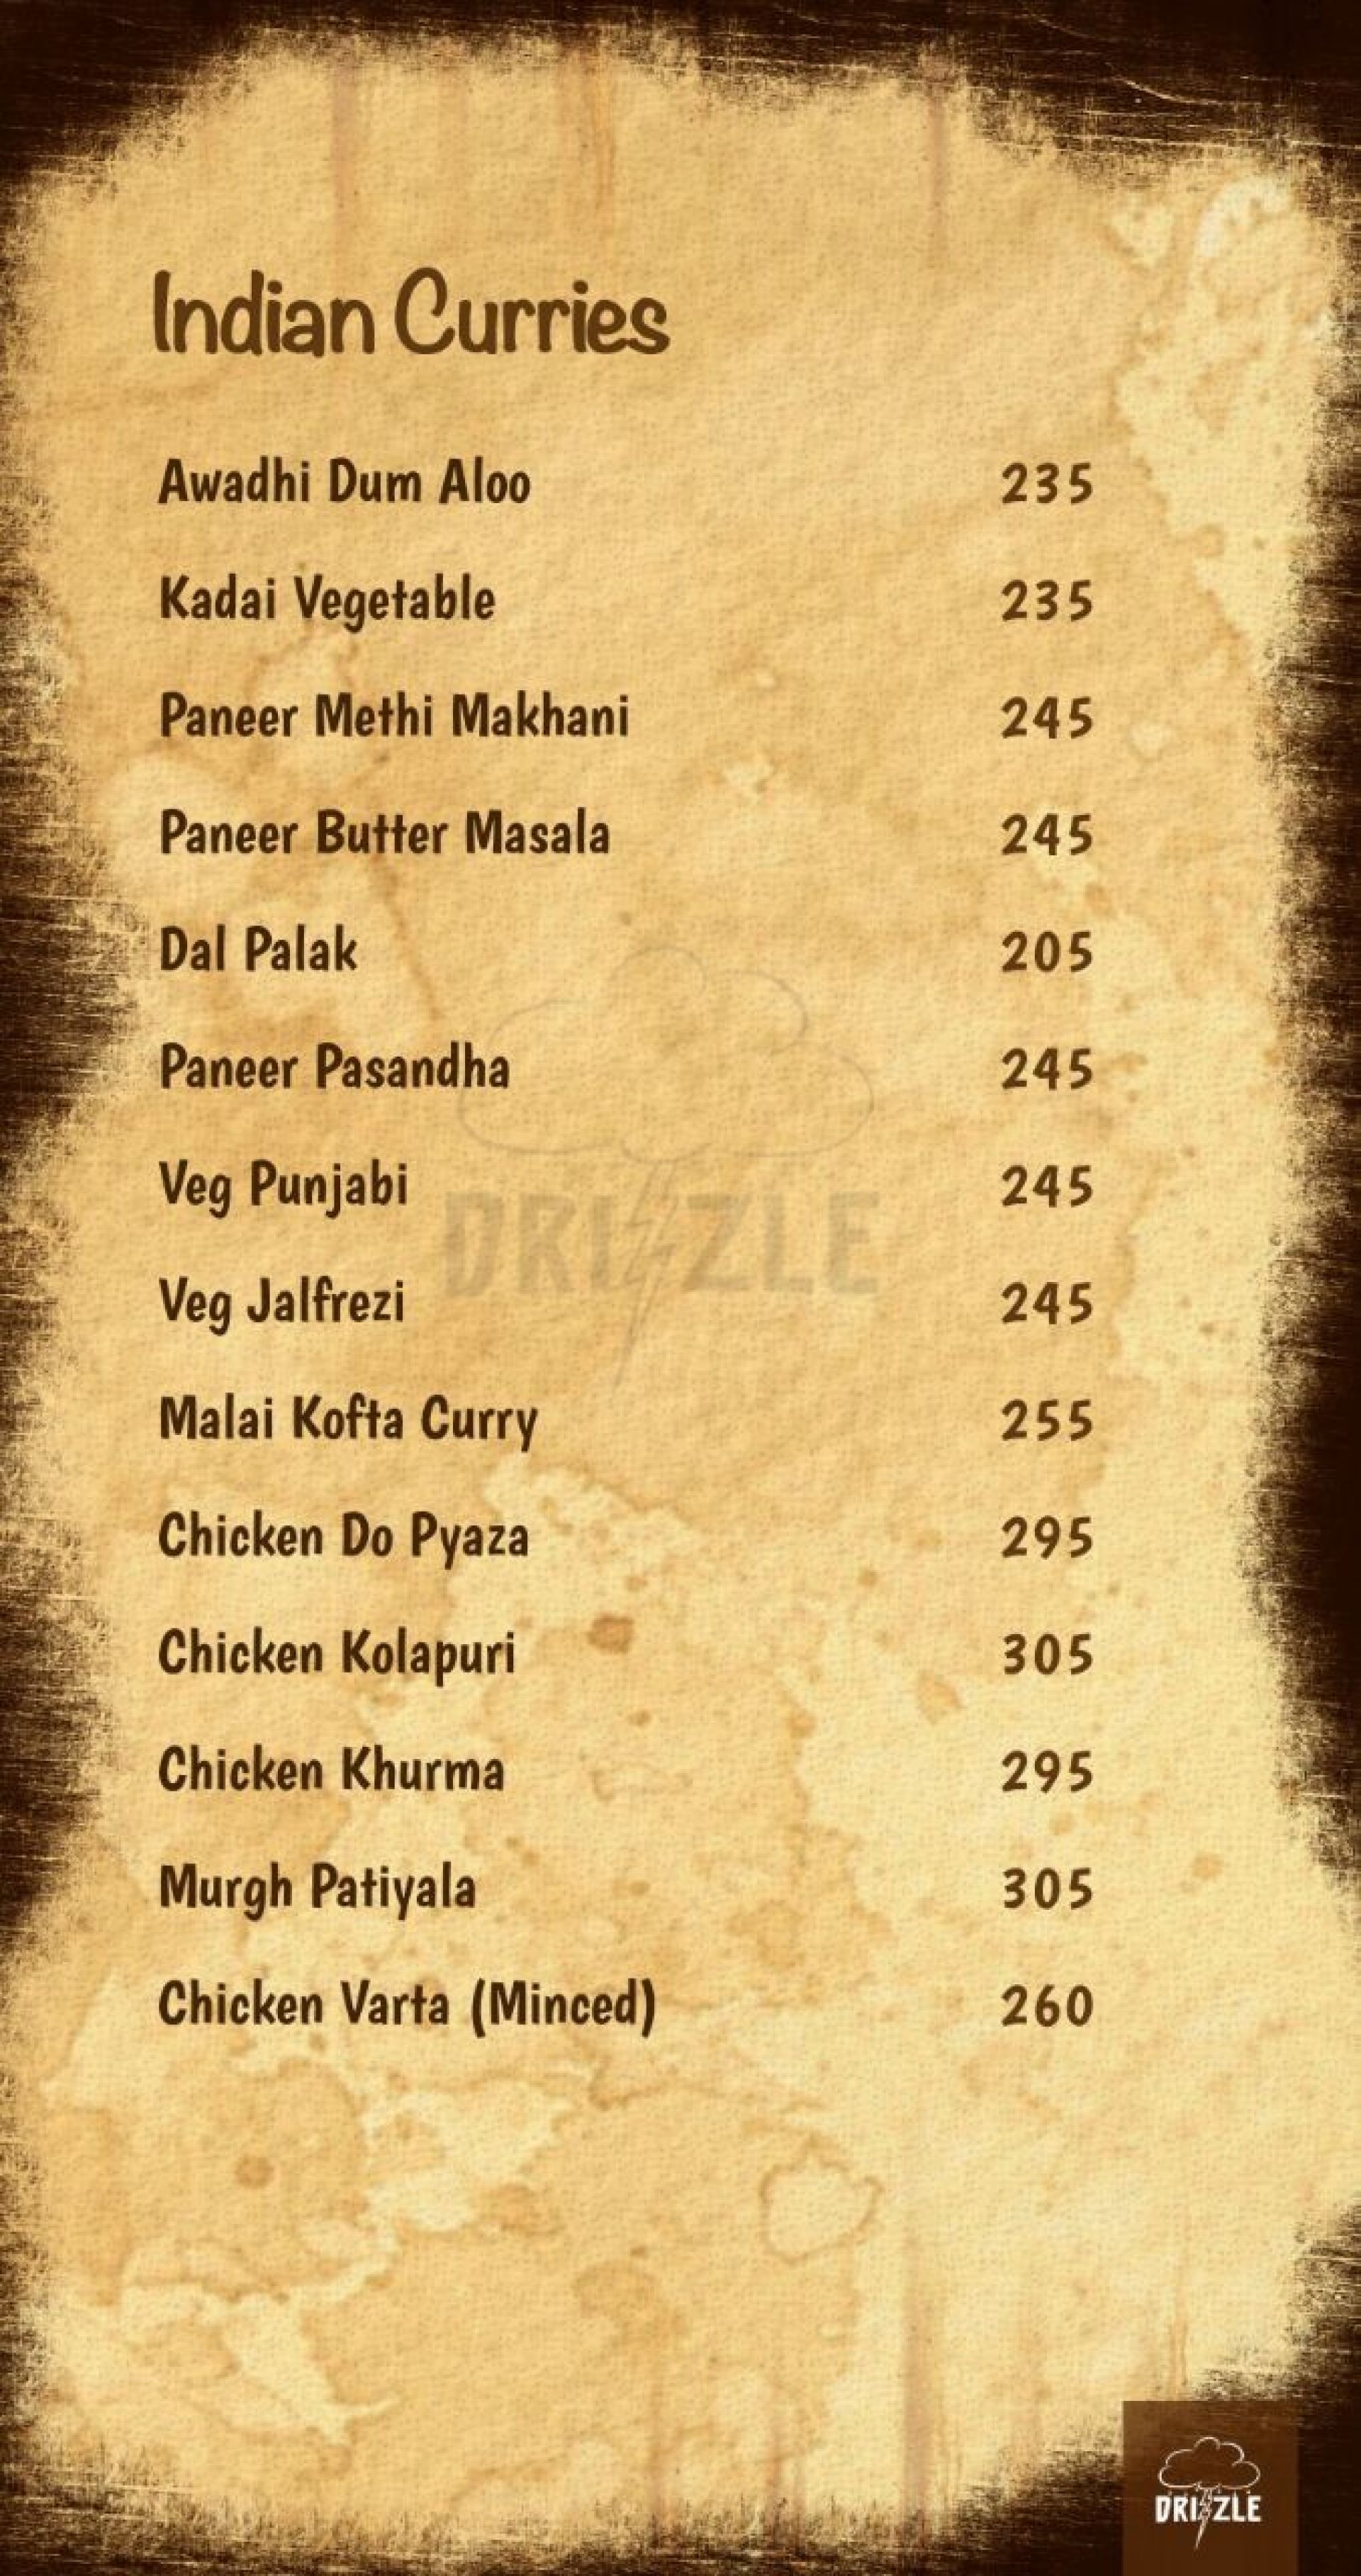 Indian Curries
Awadhi Dum Aloo 235
Kadai Vegetable 235
Paneer Methi Makhani 245
Paneer Butter Masala 245
Dal Palak 205
Paneer Pasandha 245
Veg Punjabi 245
DRIZZLE
Veg Jalfrezi 245
Malai Kofta Curry 255
Chicken Do Pyaza 295
Chicken Kolapuri 305
Chicken Khurma 295
Murgh Patiyala 305
Chicken Varta (Minced) 260
DRIZZLE